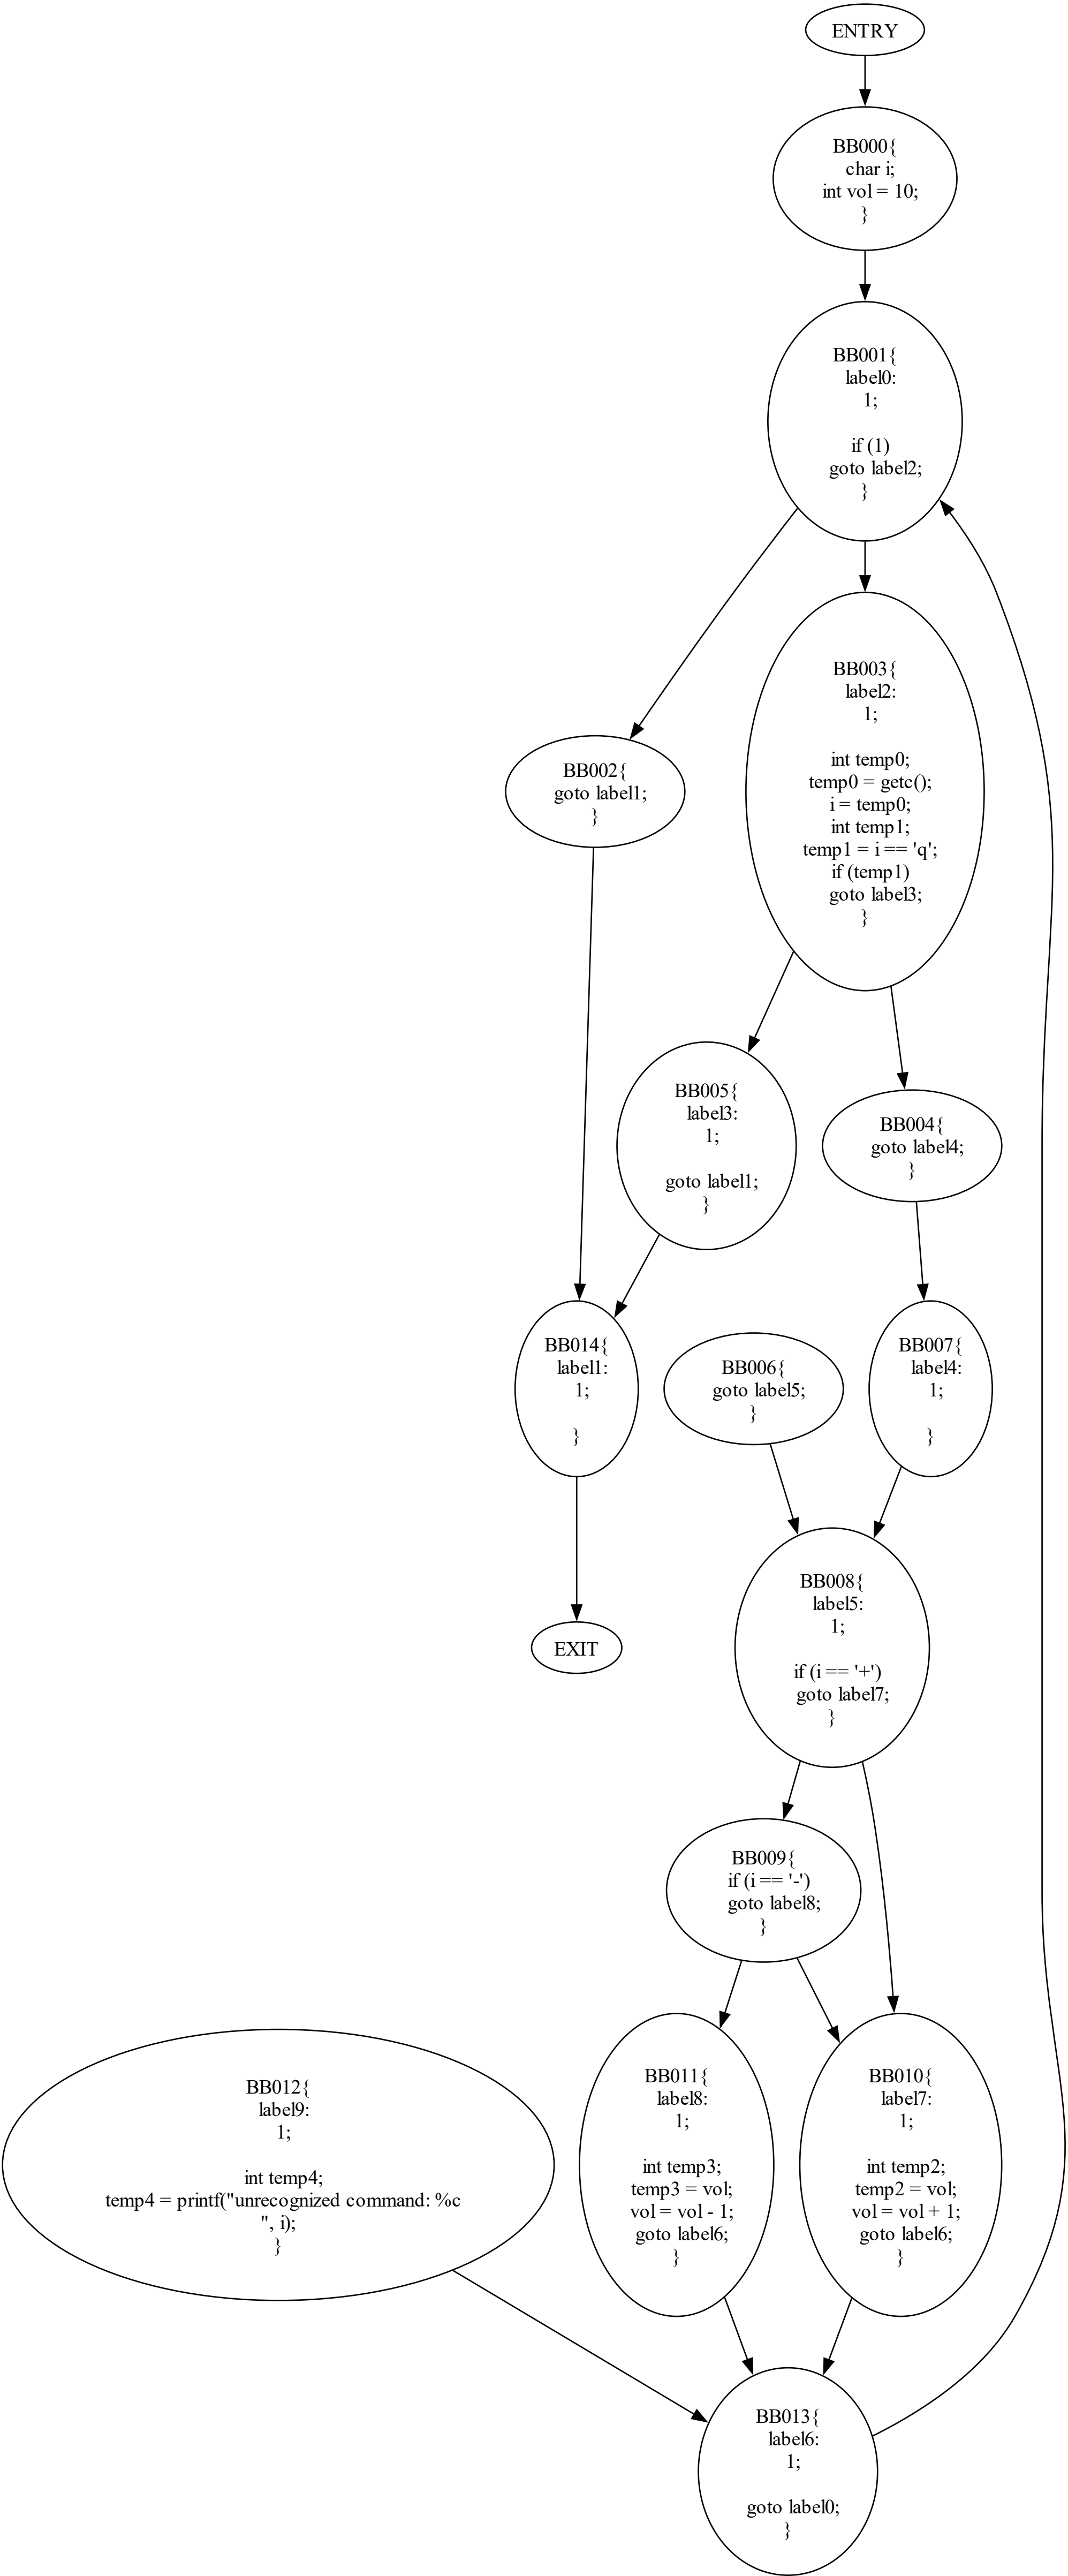 ENTRY
BB000{
char i;
int vol = 10;
}
BB001{
label0:
1;
if (1)
goto label2;
}
BB003{
label2:
1;
int temp0;
temp0 = getc();
i = temp0;
int temp1;
temp1 = i == 'q';
if (temp1)
goto label3;
}
BB002{
goto label1;
}
BB005{
label3:
1;
goto label1;
}
BB004{
goto label4;
}
BB014{
label1:
1;
}
BB006{
goto label5;
}
BB007{
label4:
1;
}
EXIT
BB008{
label5:
1;
if (i == '+')
goto label7;
}
BB009{
if (i == '-')
goto label8;
}
BB012{
label9:
1;
int temp4;
temp4 = printf("unrecognized command: %c
", i);
}
BB011{
label8:
1;
int temp3;
temp3 = vol;
vol = vol - 1;
goto label6;
}
BB010{
label7:
1;
int temp2;
temp2 = vol;
vol = vol + 1;
goto label6;
}
BB013{
label6:
1;
goto label0;
}